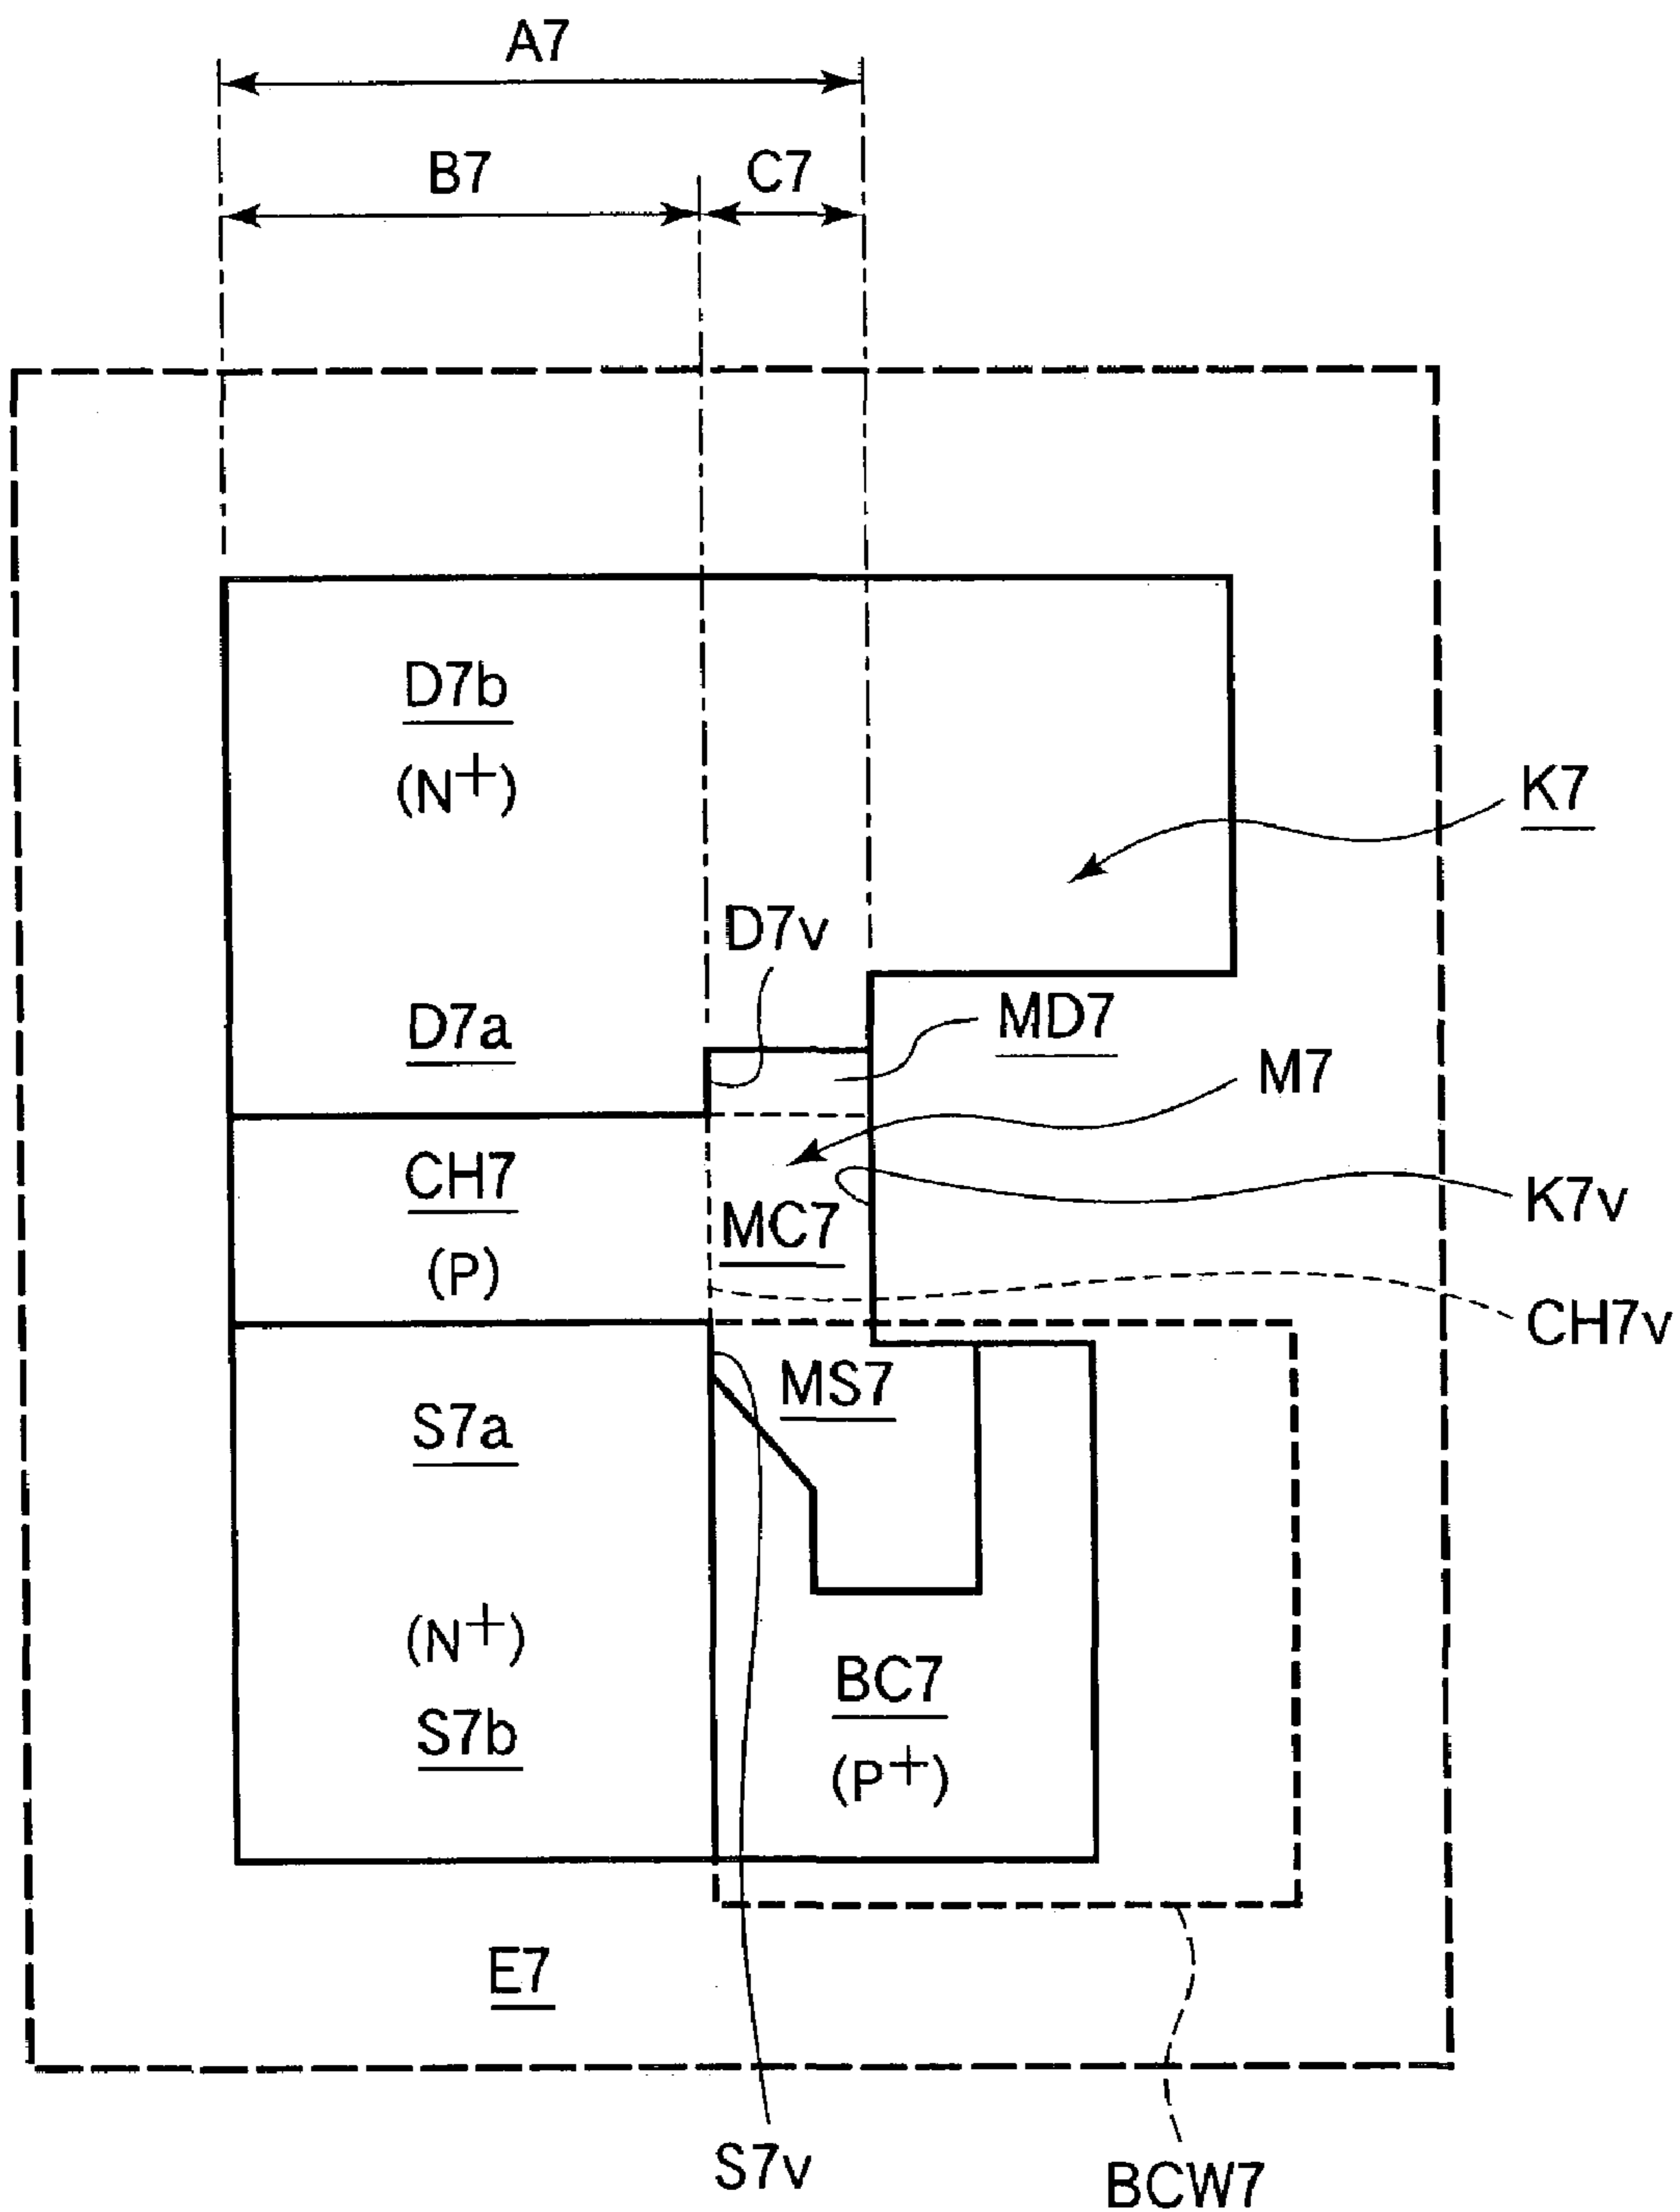 A7
B7
C7
D7b
(N+)
K7
D7v
D7a
MD7
M7
CH7
(P)
MC7
K7v
CH7v
MS7
S7a
(N+)
S7b
BC7
(P+)
E7
S7v
BCW7